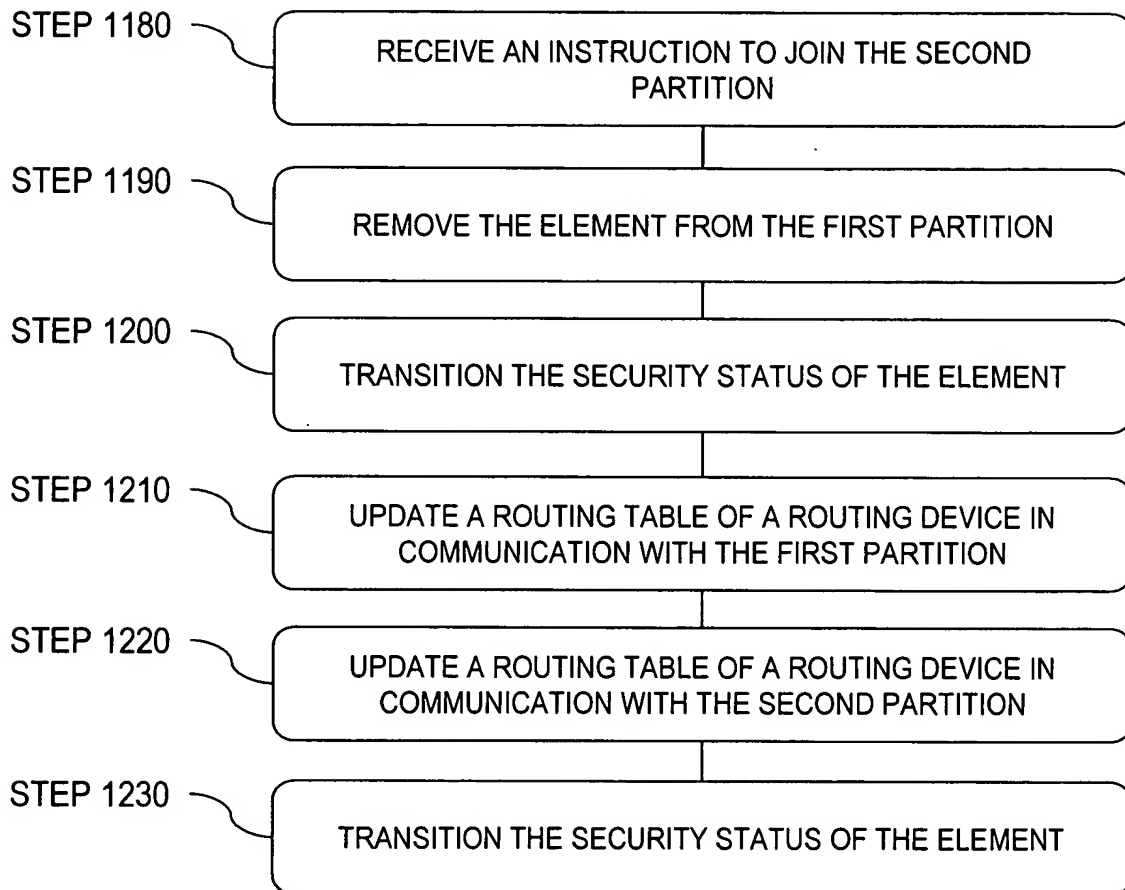 STEP 1180
RECEIVE AN INSTRUCTION TO JOIN THE SECOND
PARTITION
STEP 1190
REMOVE THE ELEMENT FROM THE FIRST PARTITION
STEP 1200
TRANSITION THE SECURITY STATUS OF THE ELEMENT
STEP 1210
UPDATE A ROUTING TABLE OF A ROUTING DEVICE IN
COMMUNICATION WITH THE FIRST PARTITION
STEP 1220
UPDATE A ROUTING TABLE OF A ROUTING DEVICE IN
COMMUNICATION WITH THE SECOND PARTITION
STEP 1230
TRANSITION THE SECURITY STATUS OF THE ELEMENT